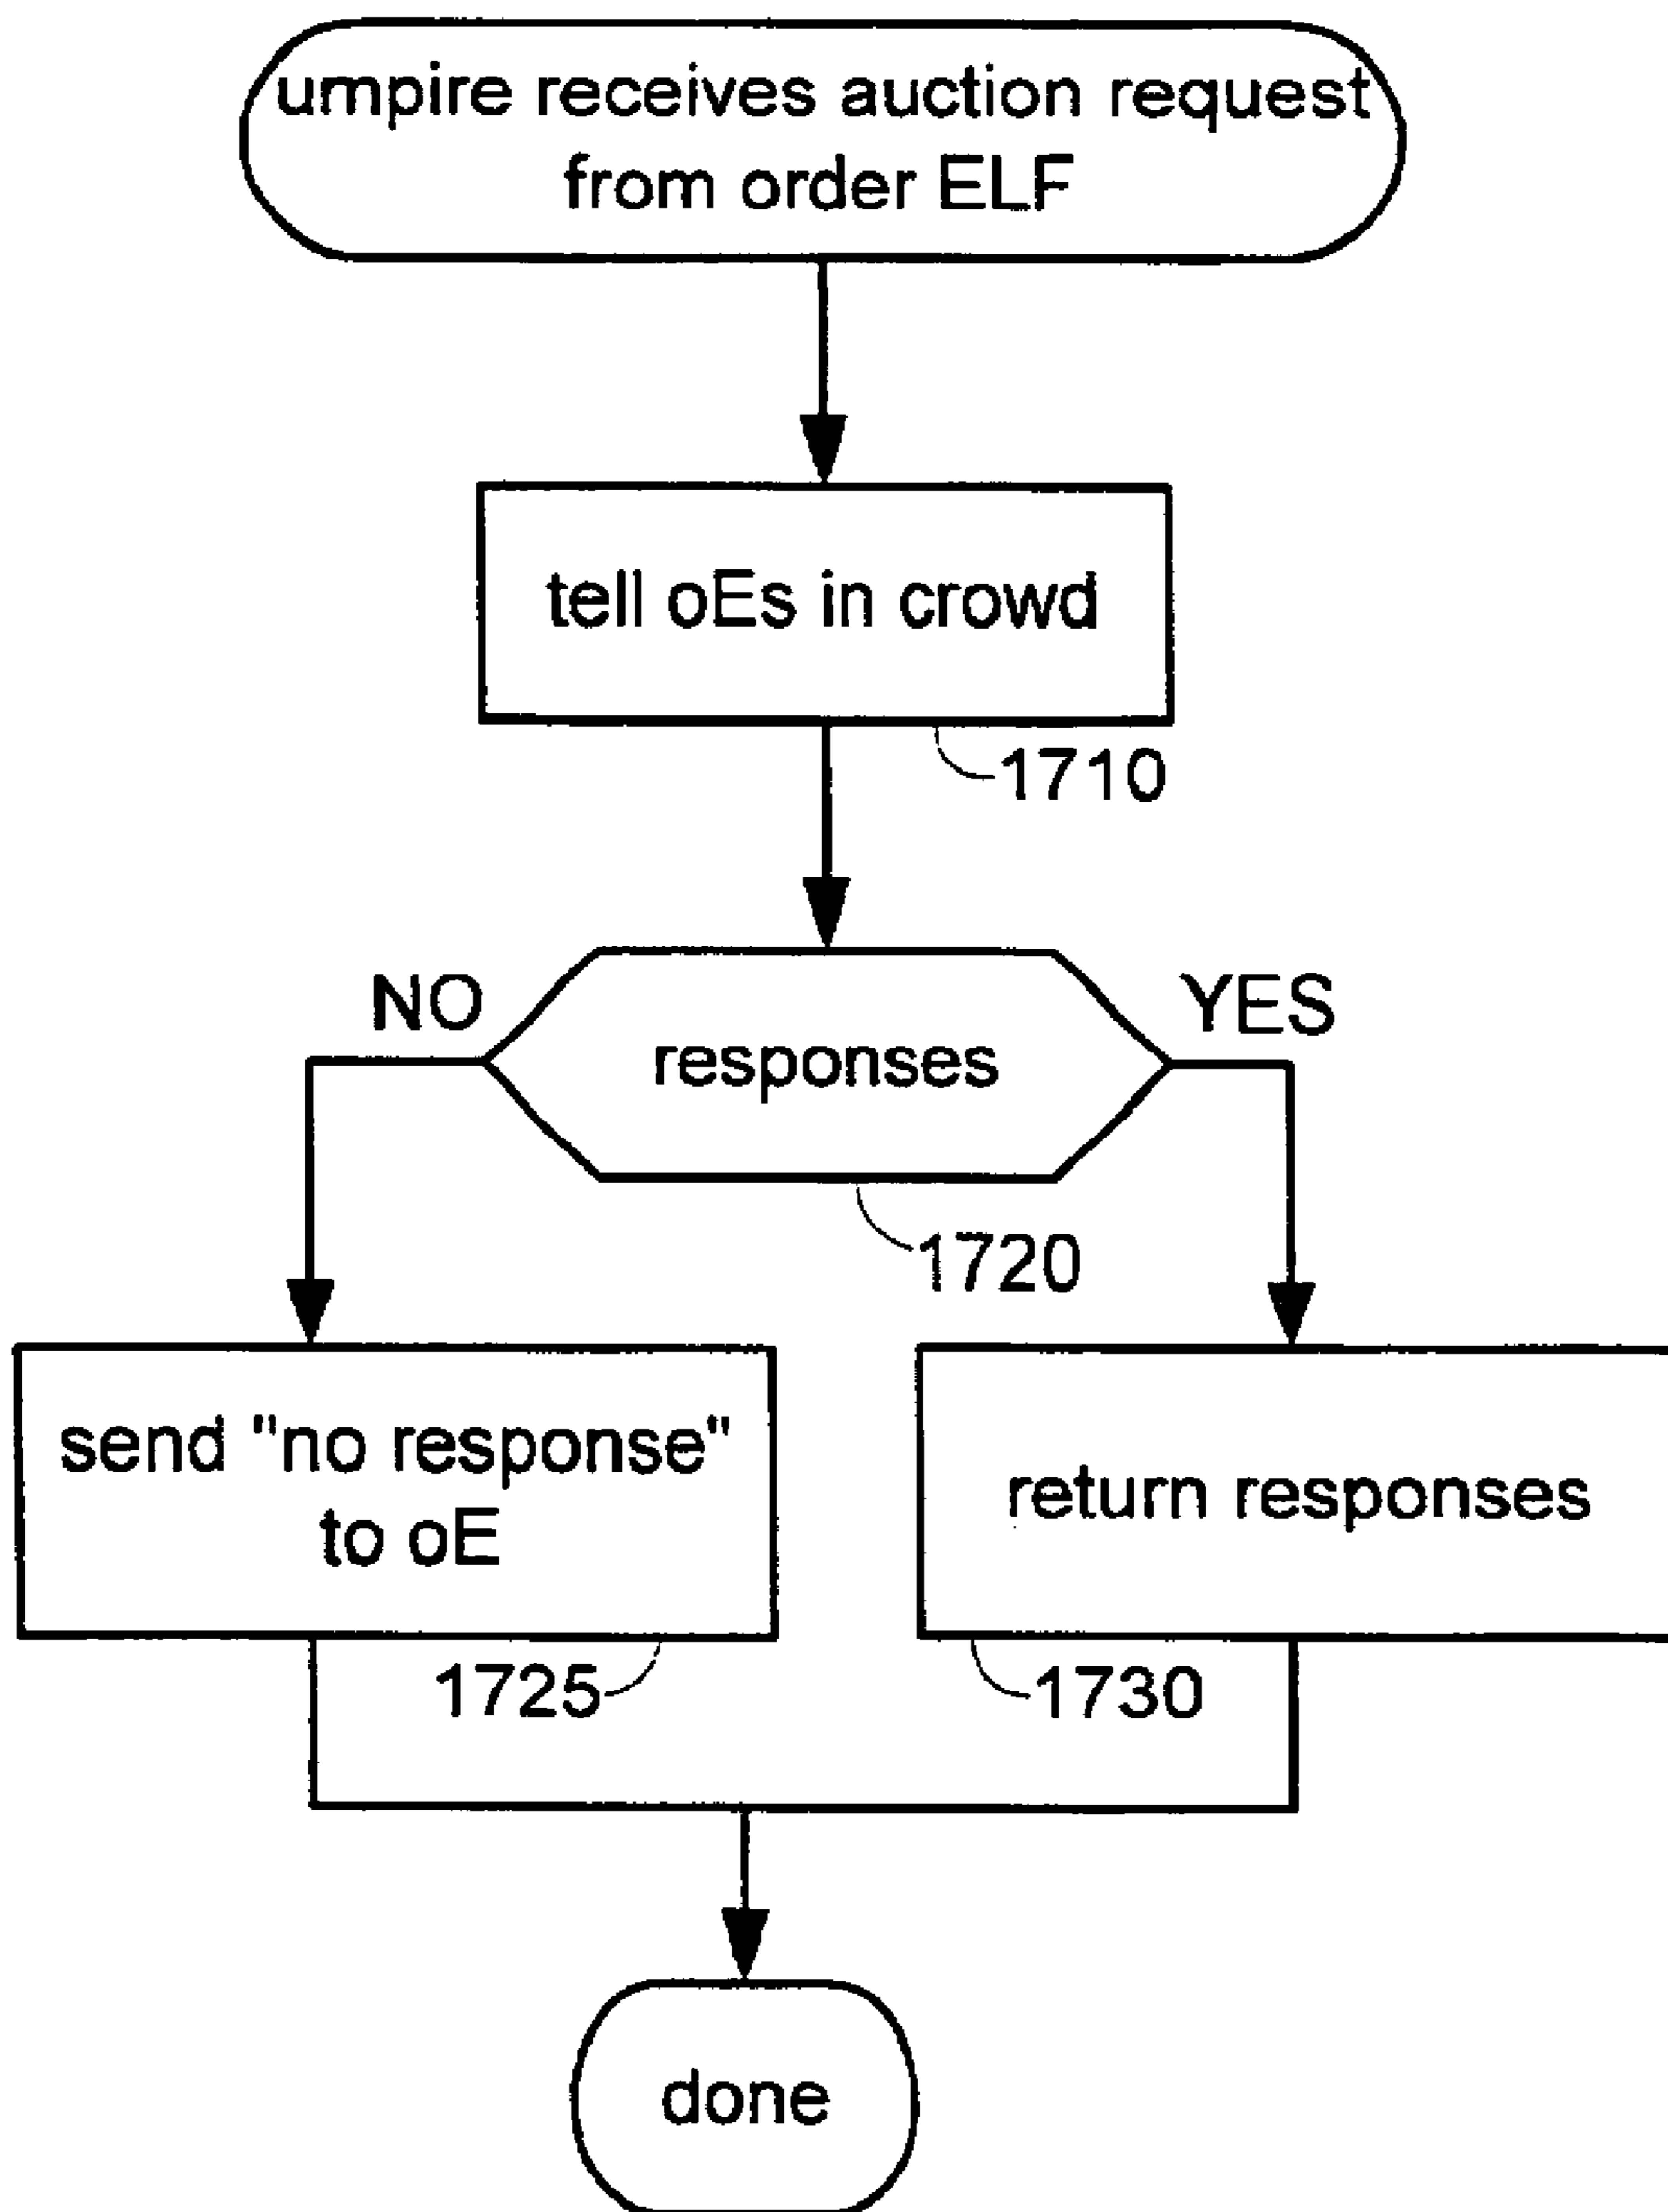 umpire receives auction request
from order ELF
tell oEs in crowd
1710
NO
YES
responses
1720
send "no response"
to oE
return responses
1725
1730
done